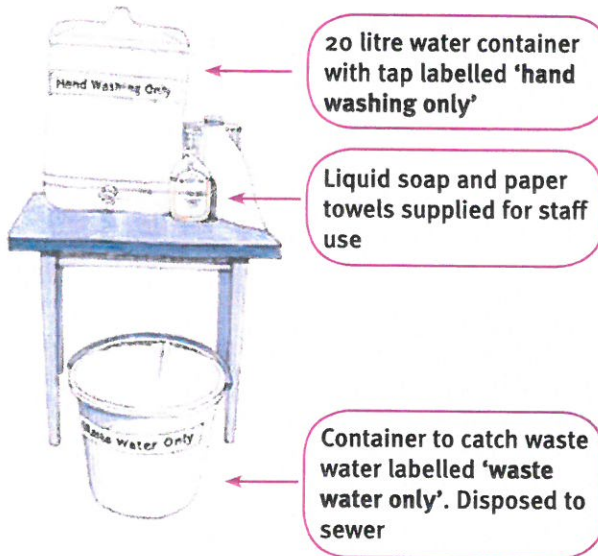 20 litre water container
with tap labelled ‘hand
washing only’
Hand Washing Only
Liquid soap and paper
towels supplied for staff
use
Waste Water Only
Container to catch waste
water labelled ‘waste
water only’. Disposed to
sewer